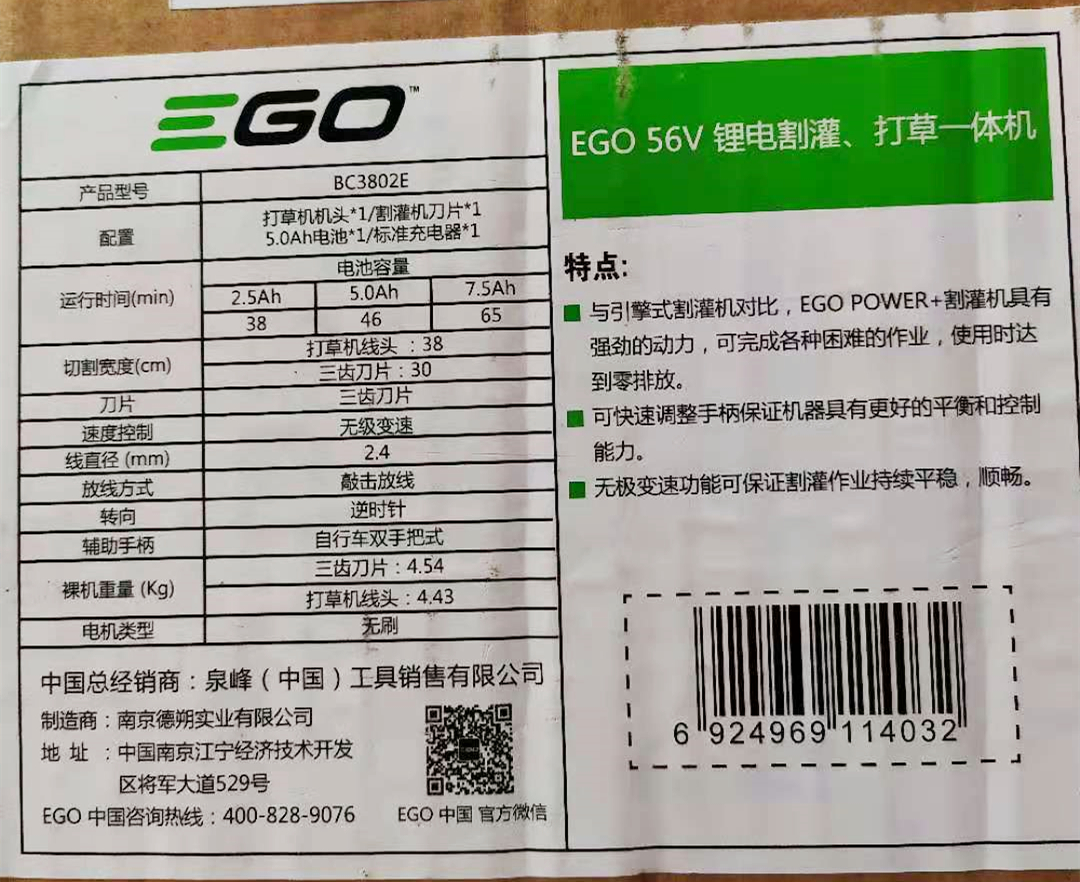 EGO™
产品型号 BC3802E
配置 打草机机头*1/割灌机刀片*1
5.0Ah电池*1/标准充电器*1
运行时间(min) 电池容量
2.5Ah 5.0Ah 7.5Ah
38 46 65
切割宽度(cm) 打草机线头：38
三齿刀片：30
刀片 三齿刀片
速度控制 无级变速
线直径 (mm) 2.4
放线方式 敲击放线
转向 逆时针
辅助手柄 自行车双手把式
裸机重量 (Kg) 三齿刀片：4.54
打草机线头：4.43
电机类型 无刷
中国总经销商：泉峰（中国）工具销售有限公司
制造商：南京德朔实业有限公司
地 址 ：中国南京江宁经济技术开发
区将军大道529号
EGO 中国咨询热线：400-828-9076
EGO 中国 官方微信
EGO 56V 锂电割灌、打草一体机
特点:
与引擎式割灌机对比，EGO POWER+割灌机具有
强劲的动力，可完成各种困难的作业，使用时达
到零排放。
可快速调整手柄保证机器具有更好的平衡和控制
能力。
无极变速功能可保证割灌作业持续平稳，顺畅。
6 924969 114032